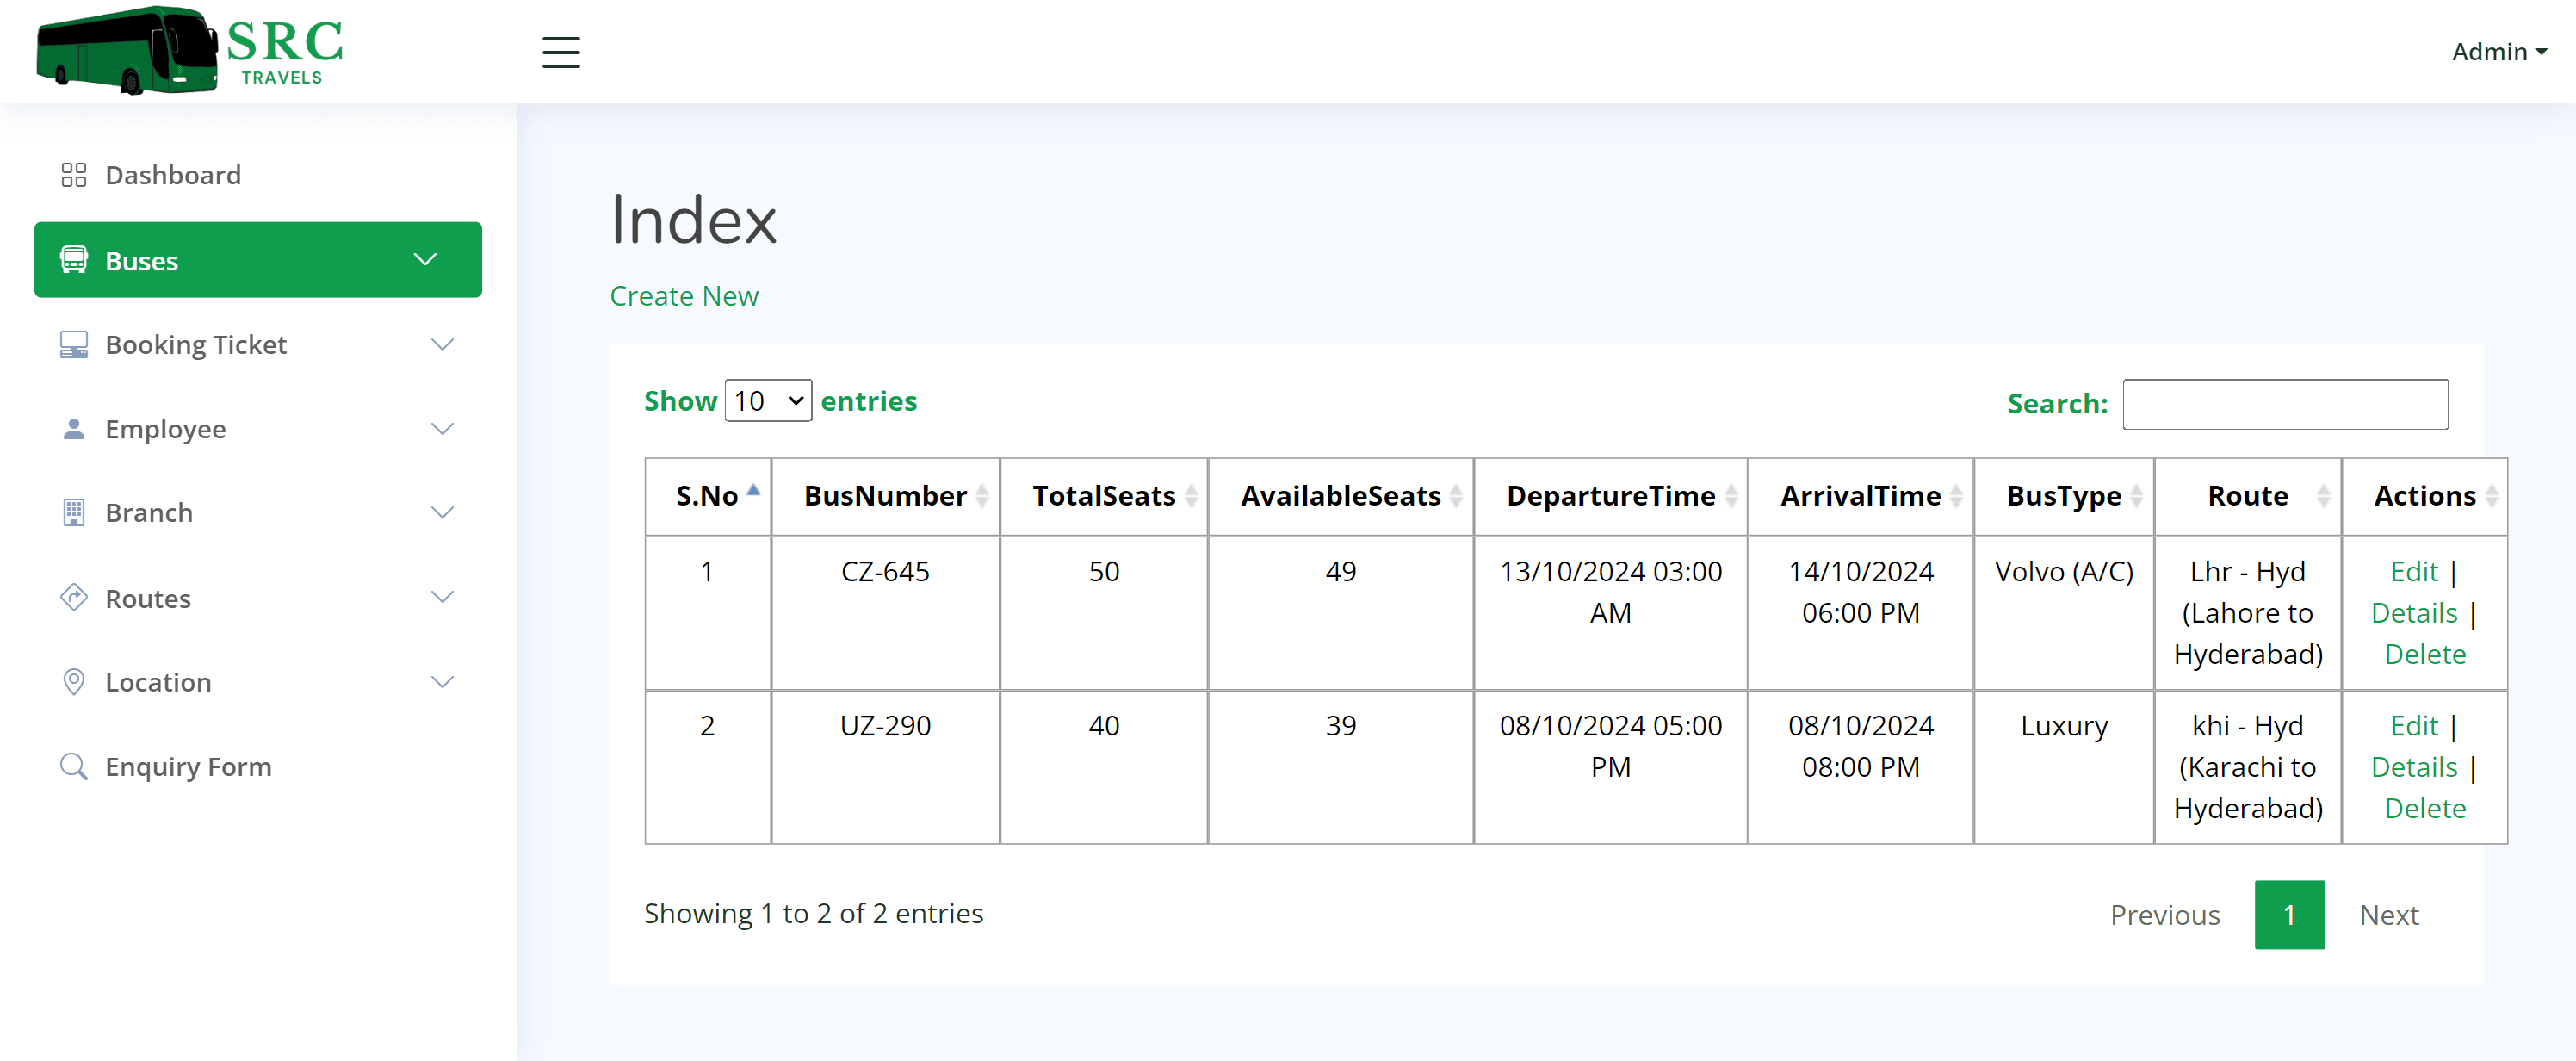 SRC
TRAVELS
Admin
Dashboard
Buses
Booking Ticket
Employee
Branch
Routes
Location
Enquiry Form
Index
Create New
Show 10 entries
Search:
S.No BusNumber TotalSeats AvailableSeats DepartureTime ArrivalTime BusType Route Actions
1 CZ-645 50 49 13/10/2024 03:00 14/10/2024 Volvo (A/C) Lhr - Hyd Edit |
AM 06:00 PM (Lahore to Details |
Hyderabad) Delete
2 UZ-290 40 39 08/10/2024 05:00 08/10/2024 Luxury khi - Hyd Edit |
PM 08:00 PM (Karachi to Details |
Hyderabad) Delete
Showing 1 to 2 of 2 entries
Previous 1 Next